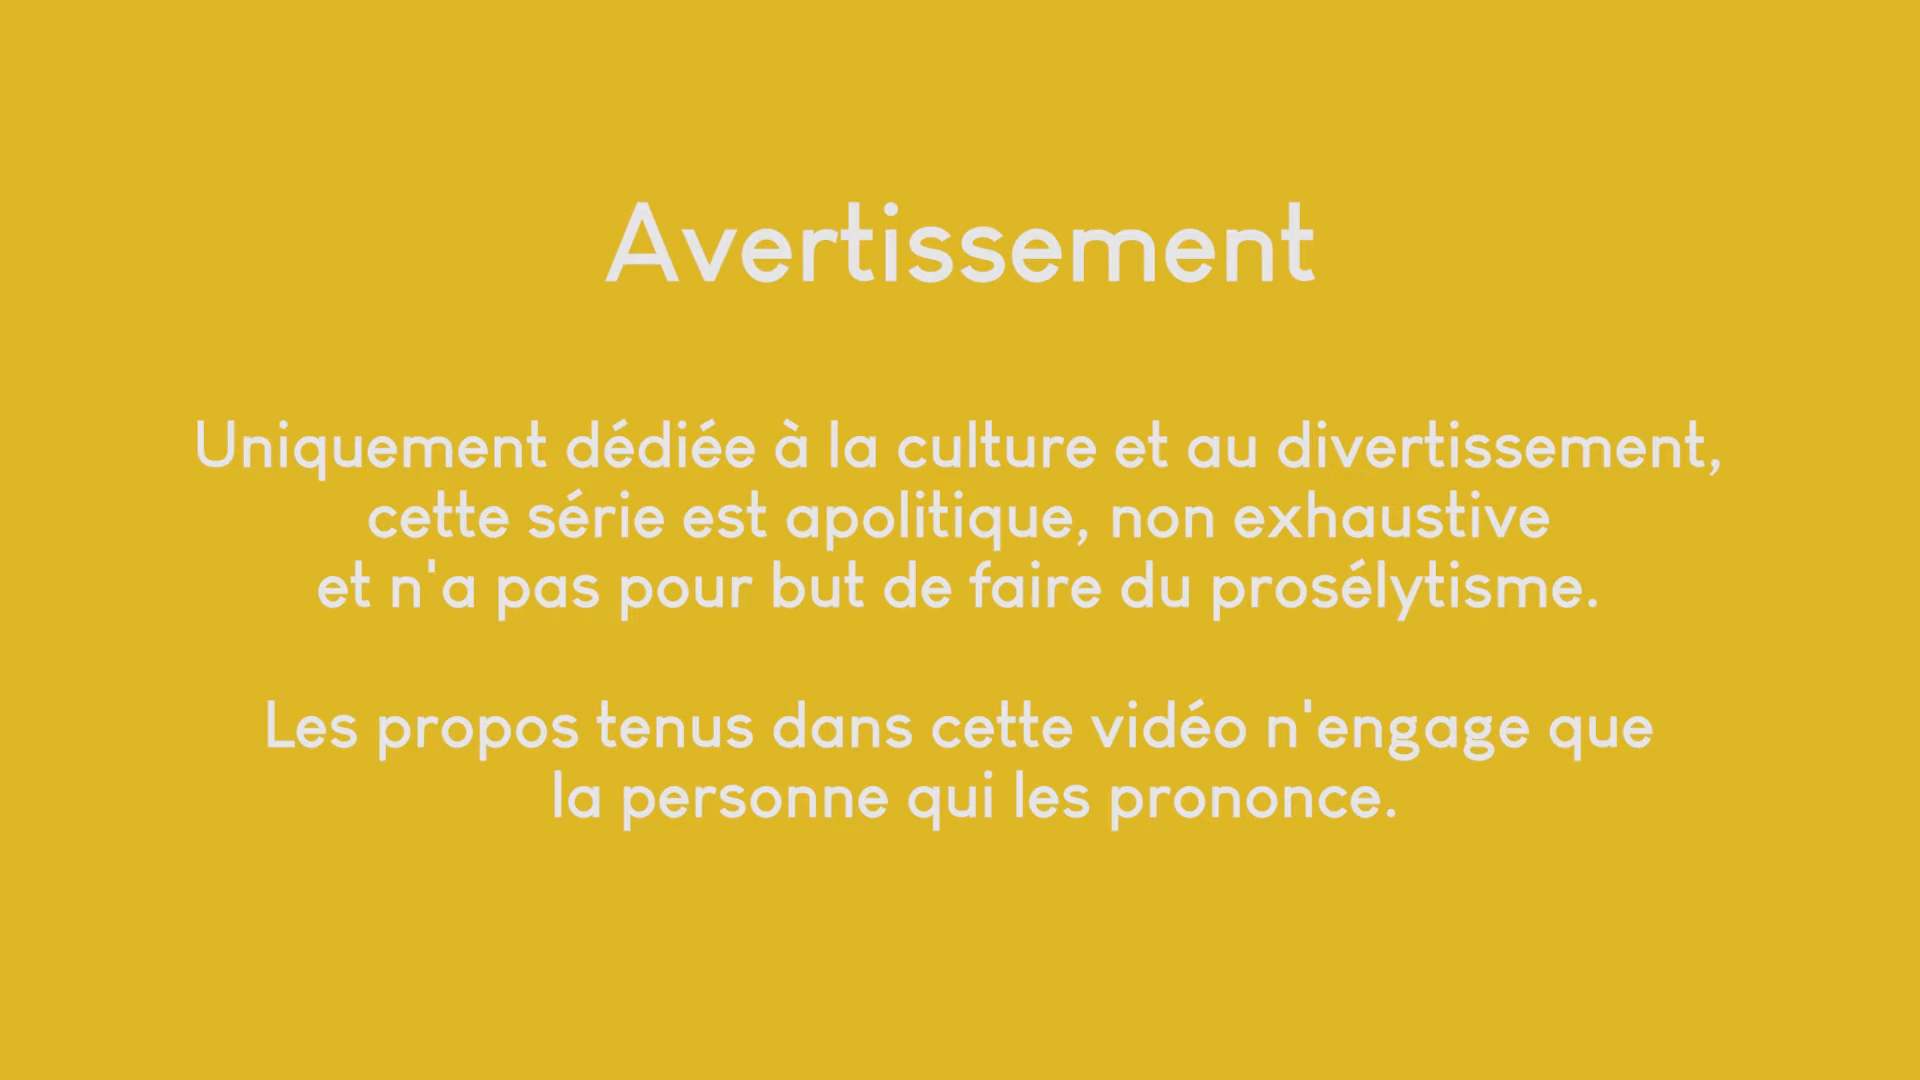 Avertissement
Uniquement dédiée à la culture et au divertissement,
cette série est apolitique, non exhaustive
et n'a pas pour but de faire du prosélytisme.
Les propos tenus dans cette vidéo n'engage que
la personne qui les prononce.